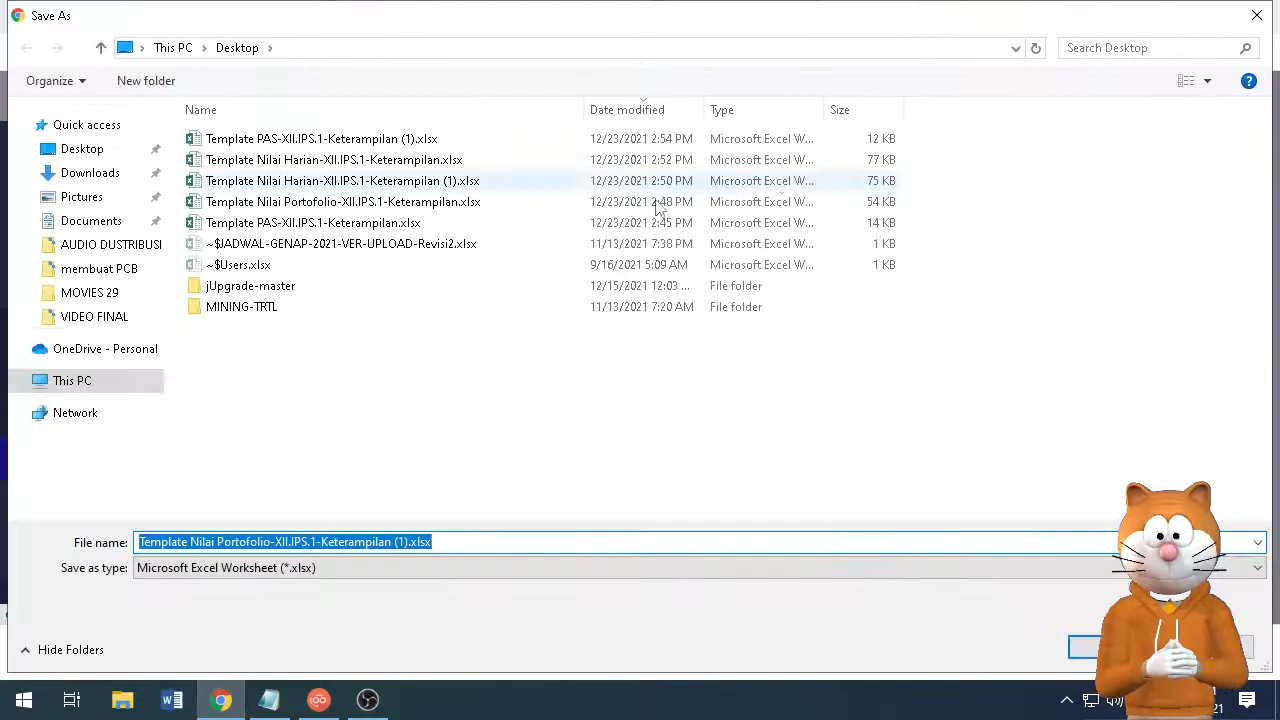 Save As
This PC > Desktop >
Search Desktop
Organize
New folder
Name Date modified Type Size
Template PAS-XII.IPS.1-Keterampilan (1).xlsx 12/23/2021 2:54 PM Microsoft Excel W... 12 KB
Template Nilai Harian-XII.IPS.1-Keterampilan.xlsx 12/23/2021 2:52 PM Microsoft Excel W... 77 KB
Template Nilai Harian-XII.IPS.1-Keterampilan (1).xlsx 12/23/2021 2:50 PM Microsoft Excel W... 75 KB
Template Nilai Portofolio-XII.IPS.1-Keterampilan.xlsx 12/23/2021 2:48 PM Microsoft Excel W... 54 KB
Template PAS-XII.IPS.1-Keterampilan.xlsx 12/23/2021 2:45 PM Microsoft Excel W... 14 KB
~$JADWAL-GENAP-2021-VER-UPLOAD-Revisi2.xlsx 11/13/2021 7:38 PM Microsoft Excel W... 1 KB
~$Users.xlsx 9/16/2021 5:09 AM Microsoft Excel W... 1 KB
jUpgrade-master 12/15/2021 12:03 ... File folder
MINING-TRTL 11/13/2021 7:20 AM File folder
Quick access
Desktop
Downloads
Pictures
Documents
AUDIO DUSTRIBUSI
membuat PCB
MOVIES 29
VIDEO FINAL
OneDrive - Personal
This PC
Network
File name: Template Nilai Portofolio-XII.IPS.1-Keterampilan (1).xlsx
Save as type: Microsoft Excel Worksheet (*.xlsx)
Hide Folders